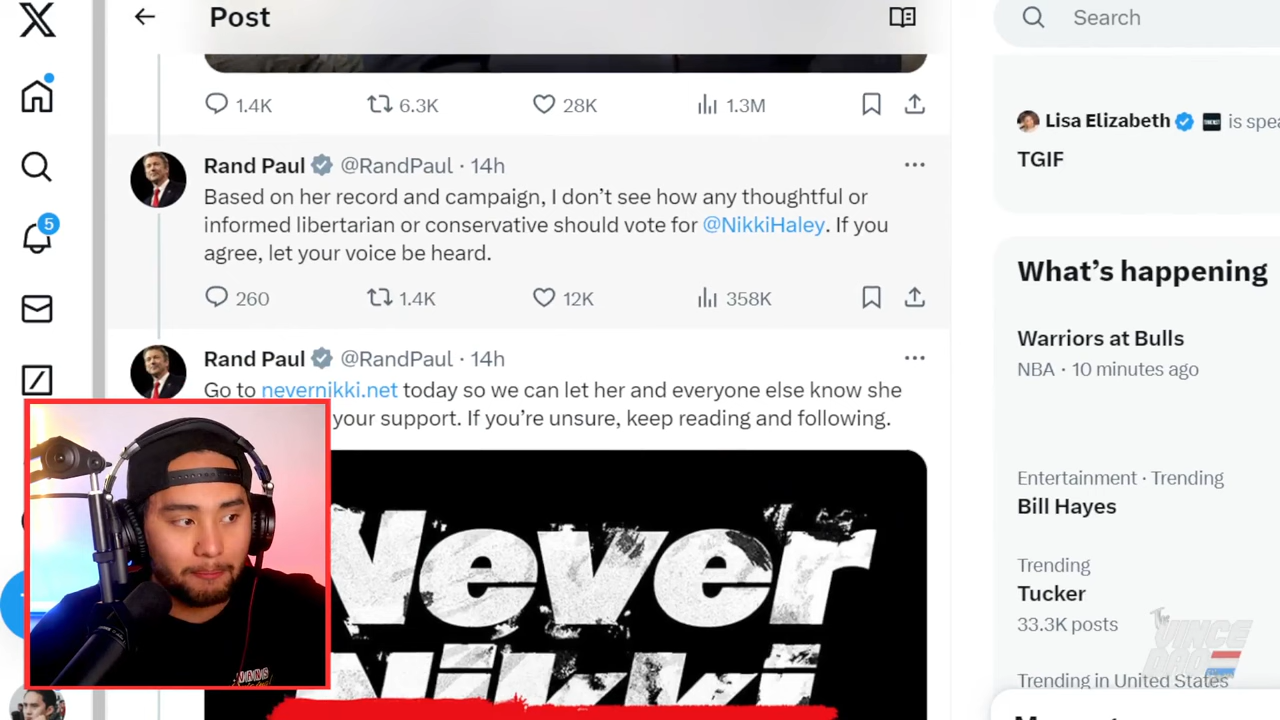 Post
Search
1.4K 6.3K 28K 1.3M
Lisa Elizabeth is spea
TGIF
Rand Paul @RandPaul · 14h
Based on her record and campaign, I don’t see how any thoughtful or
informed libertarian or conservative should vote for @NikkiHaley. If you
agree, let your voice be heard.
260 1.4K 12K 358K
Rand Paul @RandPaul · 14h
Go to nevernikki.net today so we can let her and everyone else know she
your support. If you’re unsure, keep reading and following.
Never
Nikki
5
What’s happening
Warriors at Bulls
NBA · 10 minutes ago
Entertainment · Trending
Bill Hayes
Trending
Tucker
33.3K posts
Trending in United States
VINCE
DAO